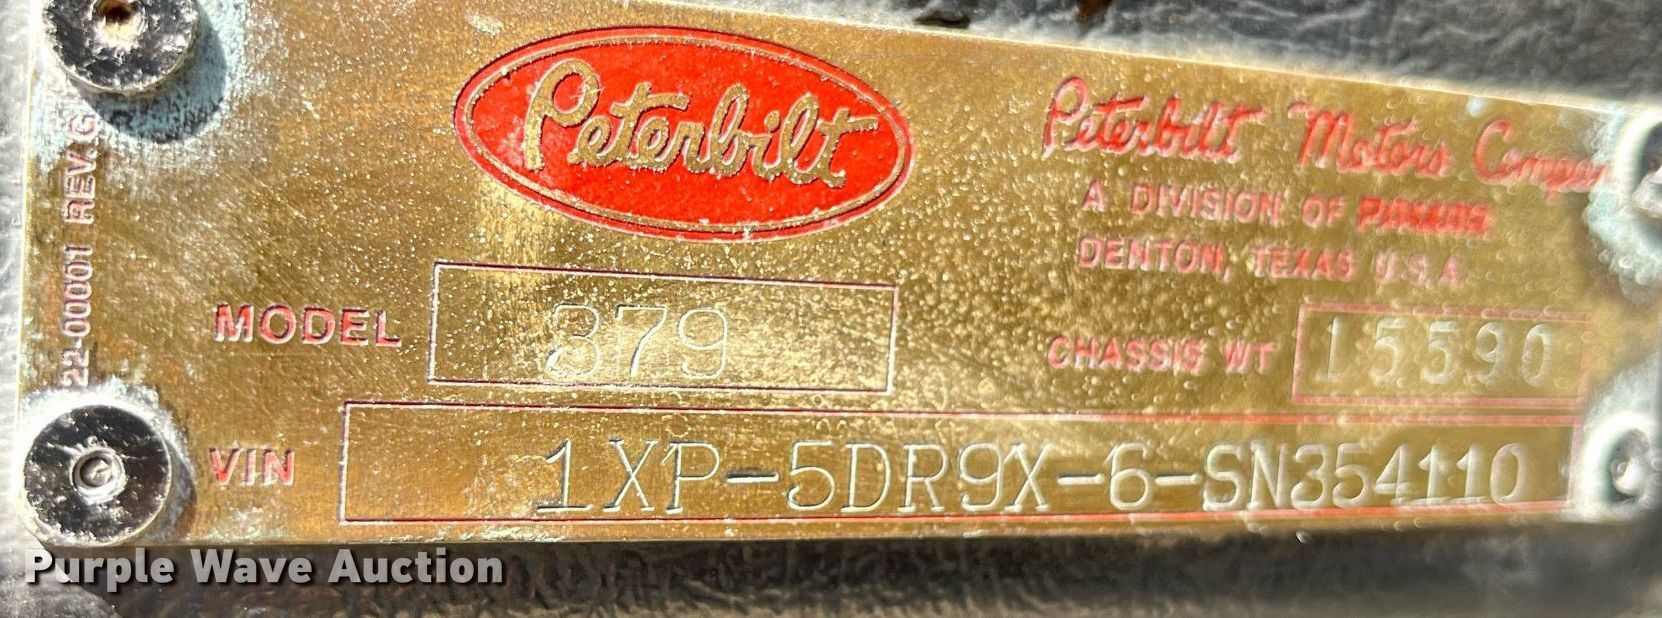 Peterbilt
Peterbilt Motors Company
A DIVISION OF PACCAR
DENTON, TEXAS U.S.A.
22-00001 REV.G
MODEL 379
CHASSIS WT 15590
VIN 1XP-5DR9X-6-SN354110
Purple Wave Auction